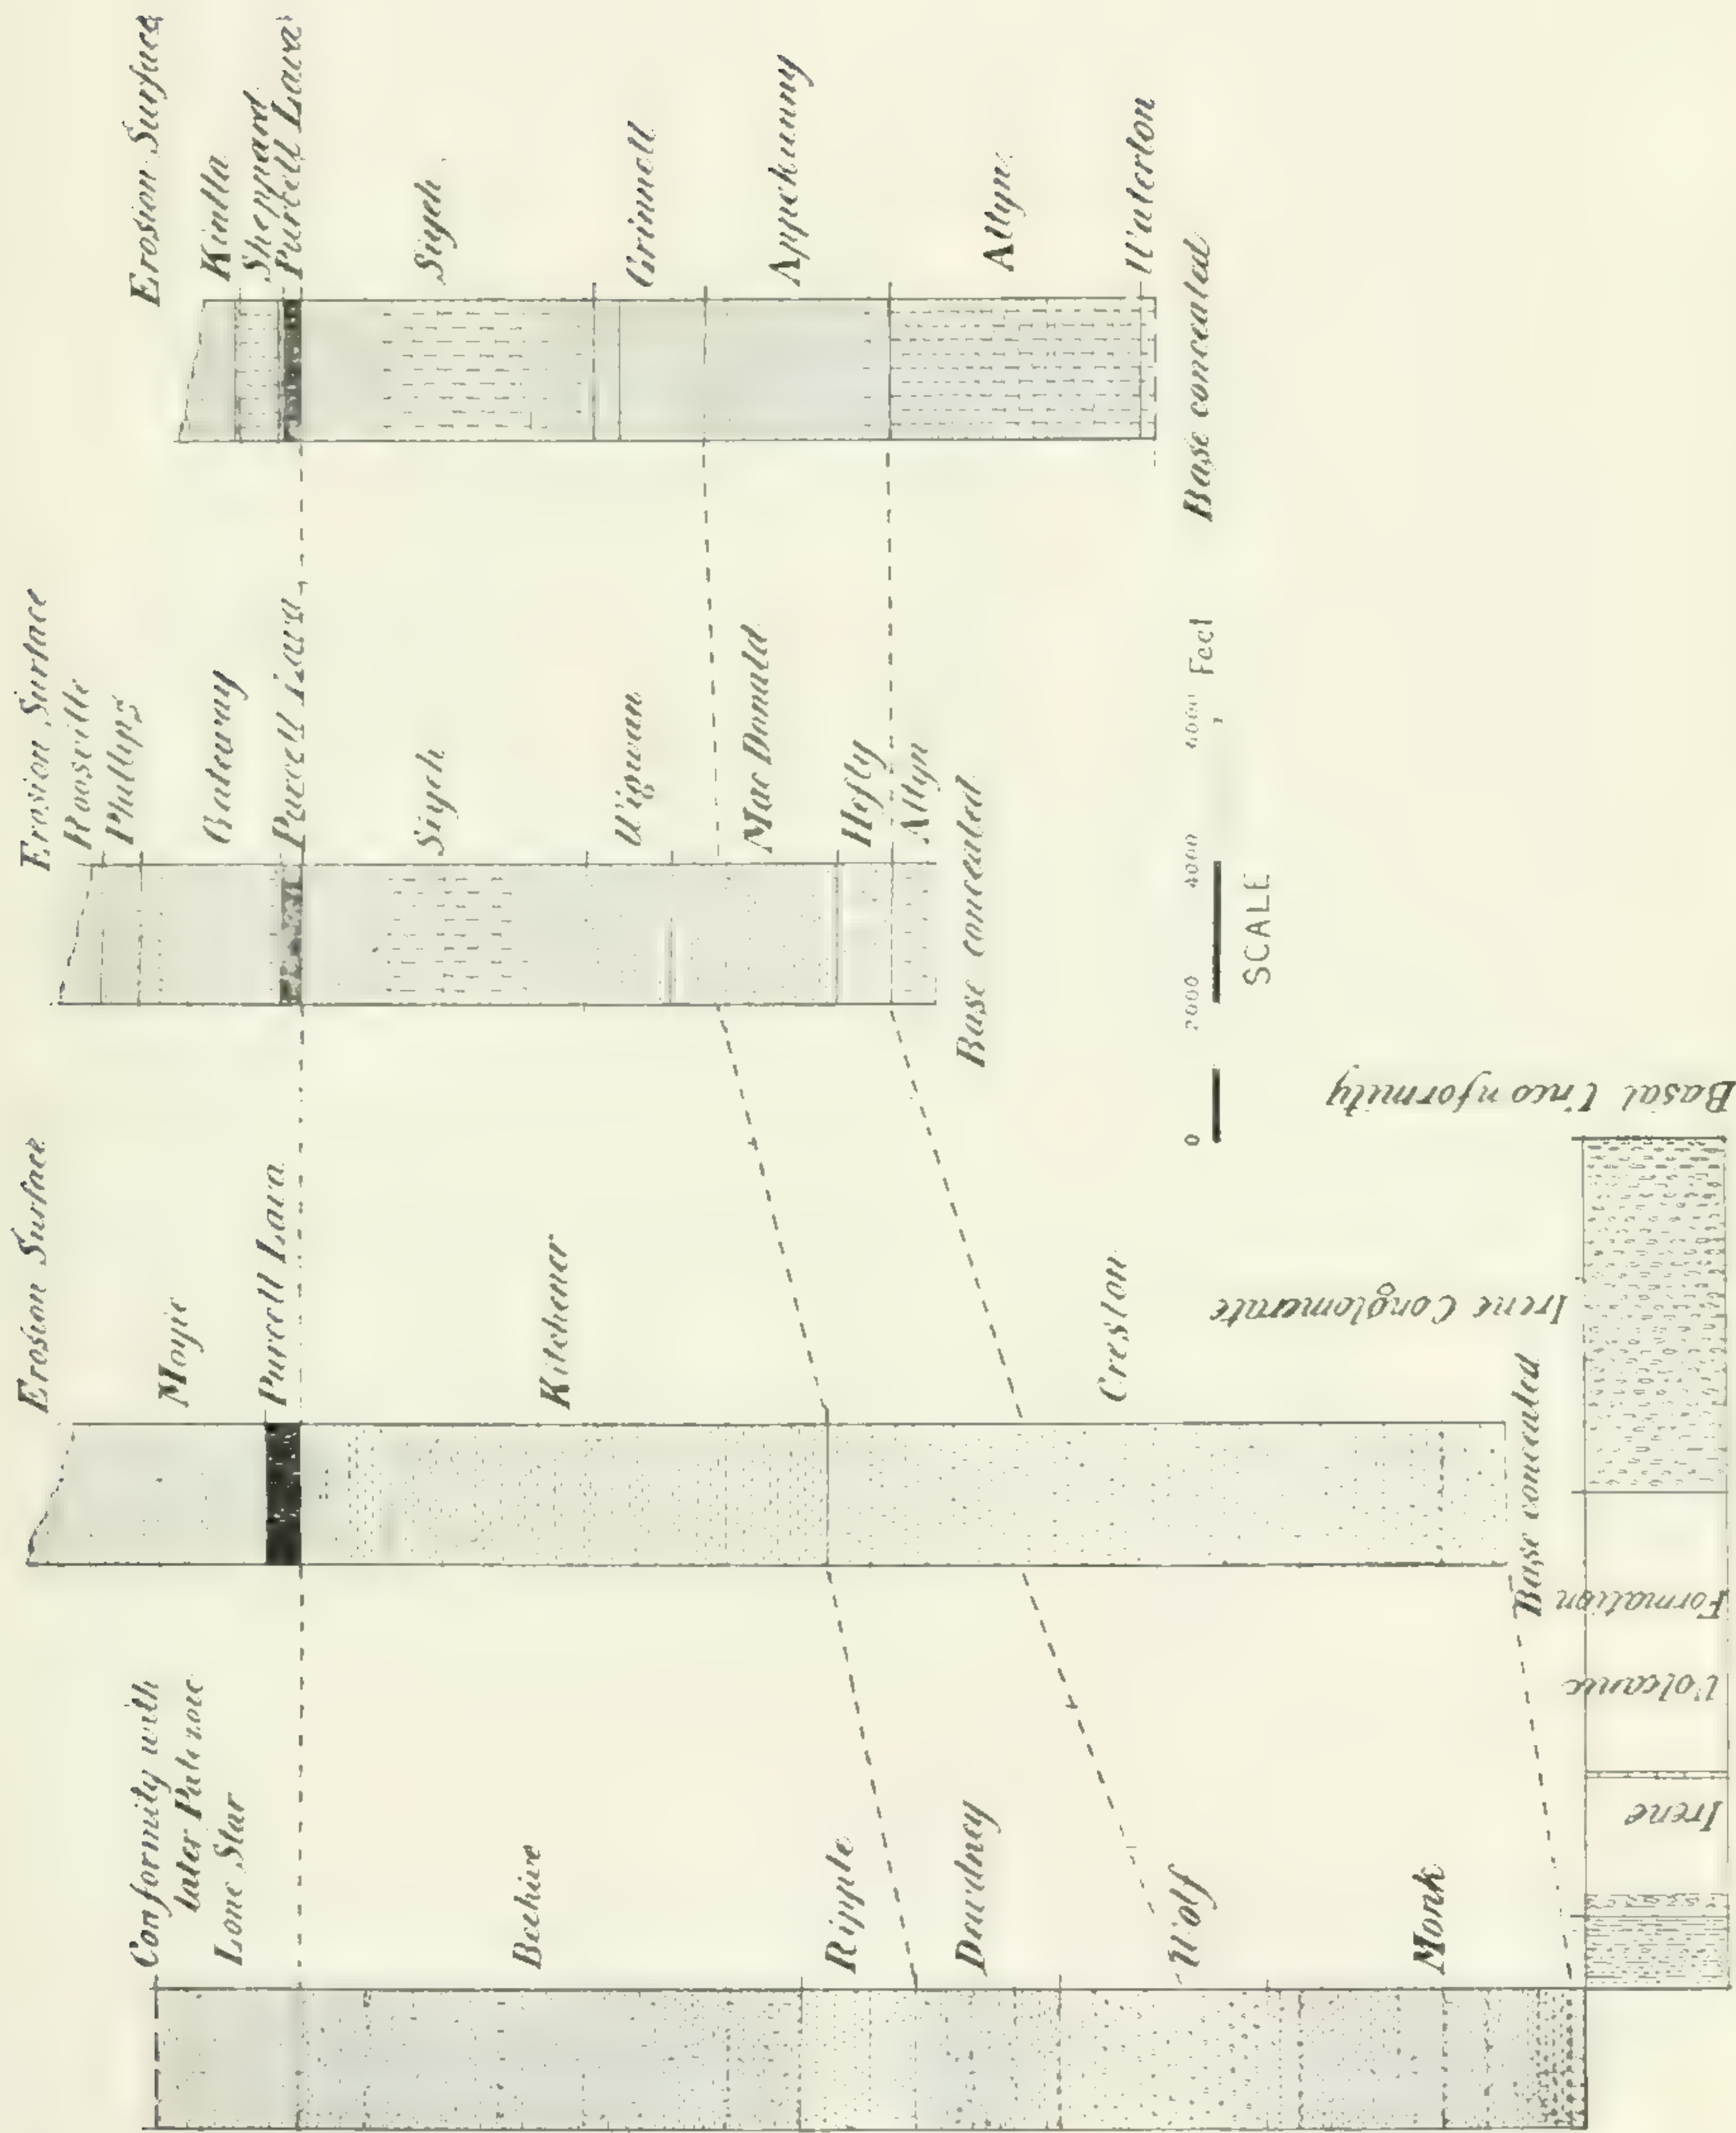 Erosion Surface
Kintla
Sheppard
Purcell Lava
Siyeh
Grinnell
Appekunny
Altyn
Waterton
Base concealed
Erosion Surface
Roosville
Phillips
Gateway
Purcell Lava
Siyeh
Wigwan
Mac Donald
Hefty
Altyn
Base concealed
0 2000 4000 6000 Feet
SCALE
Erosion Surface
Moyie
Purcell Lava
Kitchener
Creston
Base concealed
Conformity with
later Paleozoic
Lone Star
Beehive
Ripple
Dewdney
Wolf
Monk
Irene Volcanic Formation
Irene Conglomerate
Basal Unconformity